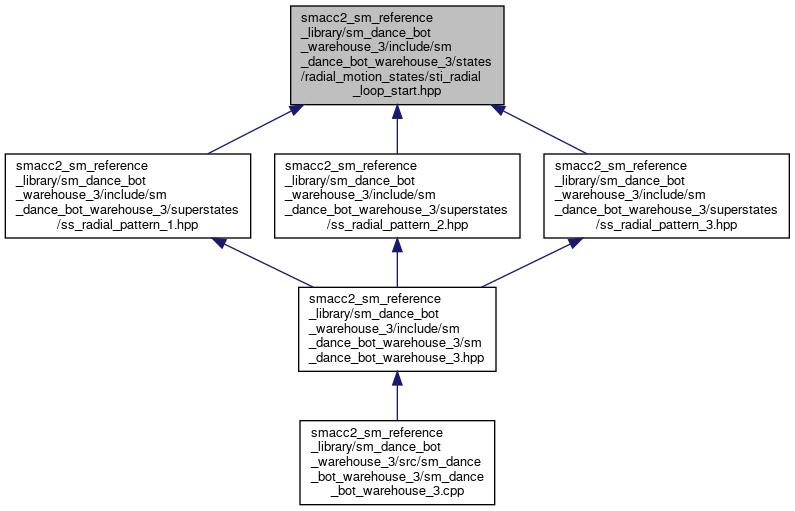 smacc2_sm_reference
_library/sm_dance_bot
_warehouse_3/include/sm
_dance_bot_warehouse_3/states
/radial_motion_states/sti_radial
_loop_start.hpp
smacc2_sm_reference
_library/sm_dance_bot
_warehouse_3/include/sm
_dance_bot_warehouse_3/superstates
/ss_radial_pattern_1.hpp
smacc2_sm_reference
_library/sm_dance_bot
_warehouse_3/include/sm
_dance_bot_warehouse_3/superstates
/ss_radial_pattern_2.hpp
smacc2_sm_reference
_library/sm_dance_bot
_warehouse_3/include/sm
_dance_bot_warehouse_3/superstates
/ss_radial_pattern_3.hpp
smacc2_sm_reference
_library/sm_dance_bot
_warehouse_3/include/sm
_dance_bot_warehouse_3/sm
_dance_bot_warehouse_3.hpp
smacc2_sm_reference
_library/sm_dance_bot
_warehouse_3/src/sm_dance
_bot_warehouse_3/sm_dance
_bot_warehouse_3.cpp